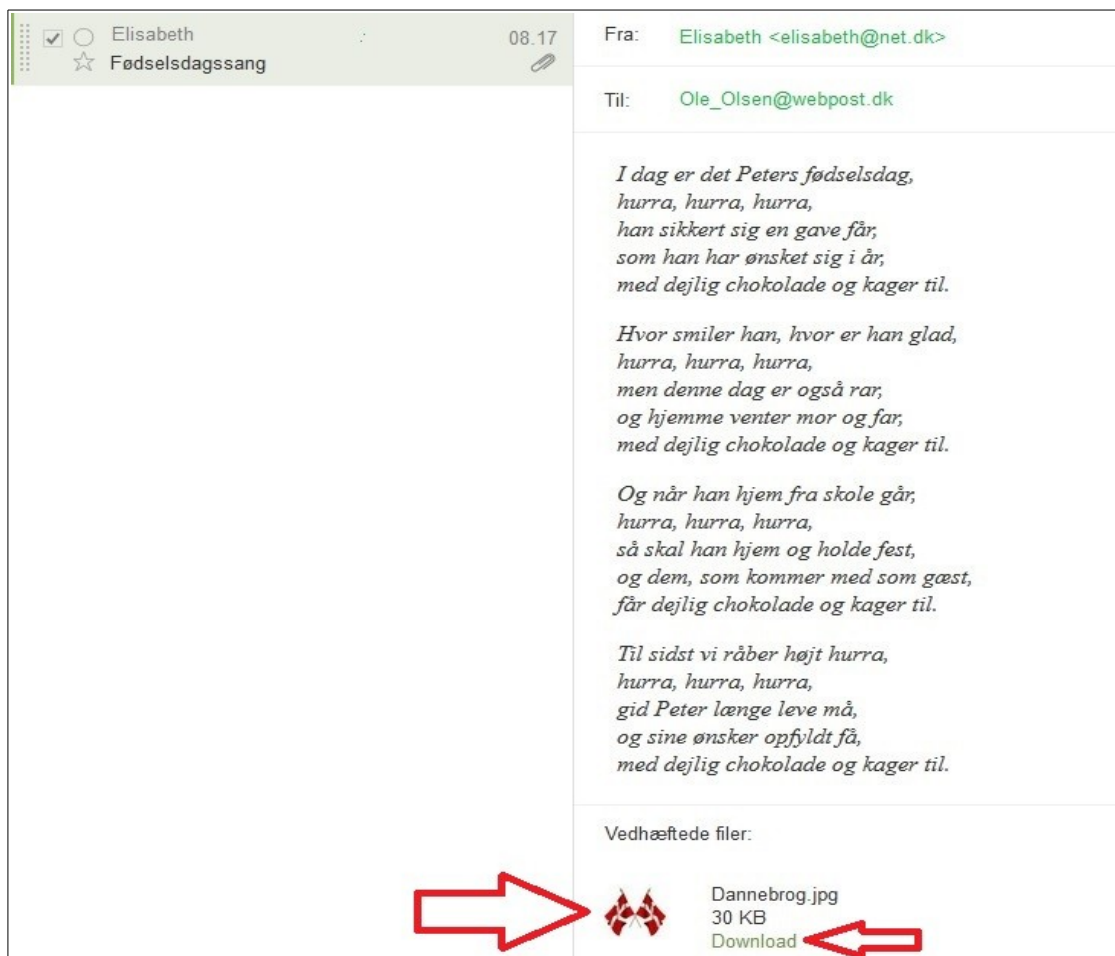 Elisabeth 08.17
Fødselsdagssang
Fra: Elisabeth <elisabeth@net.dk>
Til: Ole_Olsen@webpost.dk
I dag er det Peters fødselsdag,
hurra, hurra, hurra,
han sikkert sig en gave får,
som han har ønsket sig i år,
med dejlig chokolade og kager til.
Hvor smiler han, hvor er han glad,
hurra, hurra, hurra,
men denne dag er også rar,
og hjemme venter mor og far,
med dejlig chokolade og kager til.
Og når han hjem fra skole går,
hurra, hurra, hurra,
så skal han hjem og holde fest,
og dem, som kommer med som gæst,
får dejlig chokolade og kager til.
Til sidst vi råber højt hurra,
hurra, hurra, hurra,
gid Peter længe leve må,
og sine ønsker opfyldt få,
med dejlig chokolade og kager til.
Vedhæftede filer:
Dannebrog.jpg
30 KB
Download